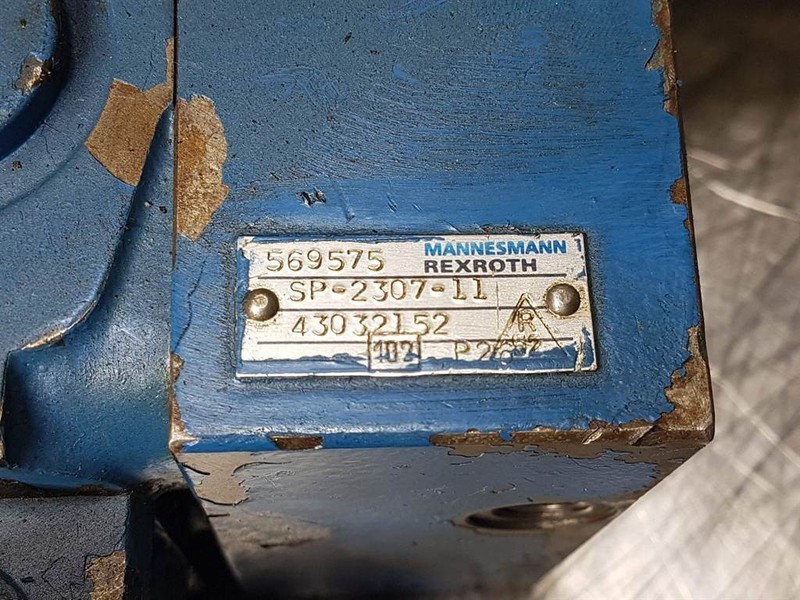 569575 MANNESMANN
REXROTH
SP-2307-11
43032152 R
102